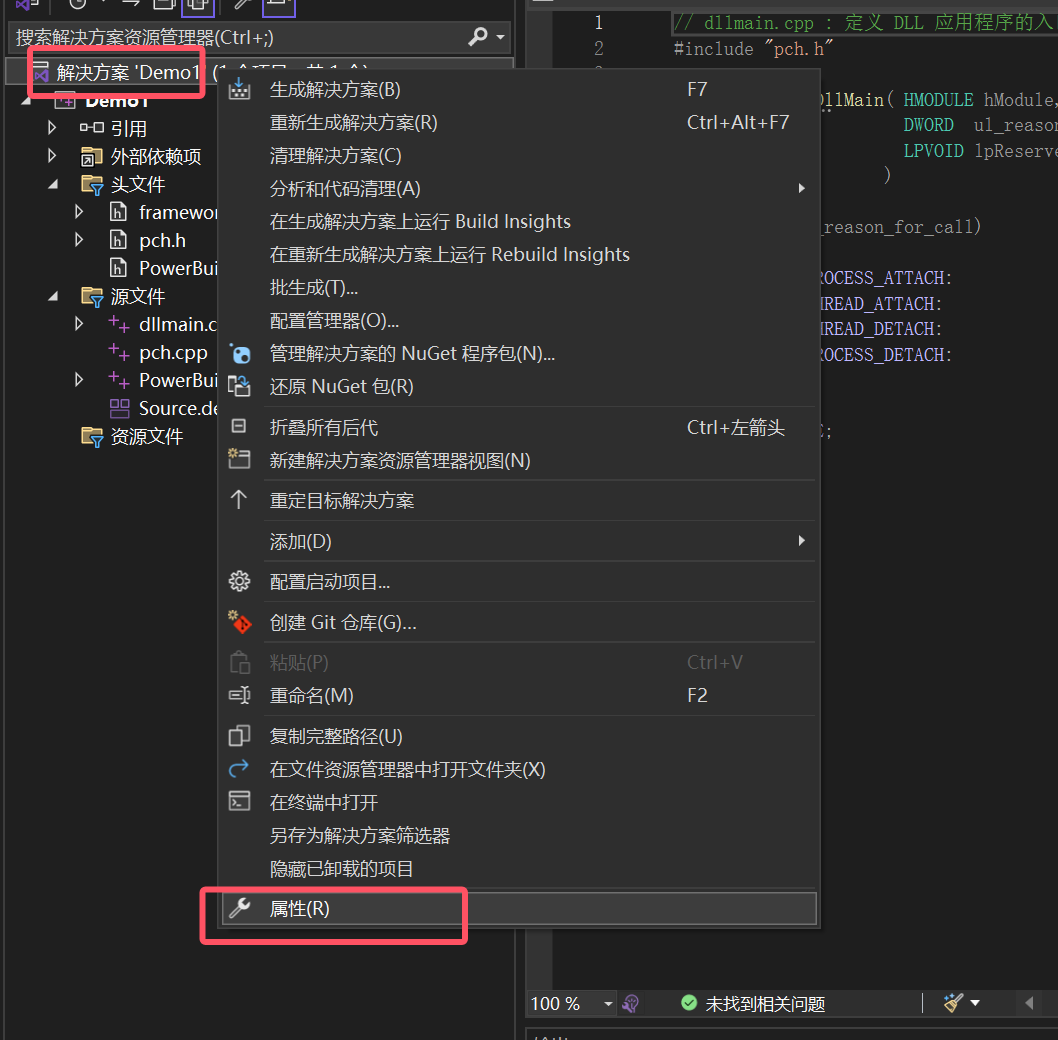 搜索解决方案资源管理器(Ctrl+;)
解决方案 'Demo1'
Demo1
引用
外部依赖项
头文件
framewor
pch.h
PowerBui
源文件
dllmain.c
pch.cpp
PowerBui
Source.de
资源文件
生成解决方案(B) F7
重新生成解决方案(R) Ctrl+Alt+F7
清理解决方案(C)
分析和代码清理(A)
在生成解决方案上运行 Build Insights
在重新生成解决方案上运行 Rebuild Insights
批生成(T)...
配置管理器(O)...
管理解决方案的 NuGet 程序包(N)...
还原 NuGet 包(R)
折叠所有后代 Ctrl+左箭头
新建解决方案资源管理器视图(N)
重定目标解决方案
添加(D)
配置启动项目...
创建 Git 仓库(G)...
粘贴(P) Ctrl+V
重命名(M) F2
复制完整路径(U)
在文件资源管理器中打开文件夹(X)
在终端中打开
另存为解决方案筛选器
隐藏已卸载的项目
属性(R)
1 // dllmain.cpp : 定义 DLL 应用程序的入
2 #include "pch.h"
DllMain( HMODULE hModule,
DWORD ul_reason
LPVOID lpReserve
)
_reason_for_call)
ROCESS_ATTACH:
HREAD_ATTACH:
HREAD_DETACH:
ROCESS_DETACH:
E;
100 % 未找到相关问题